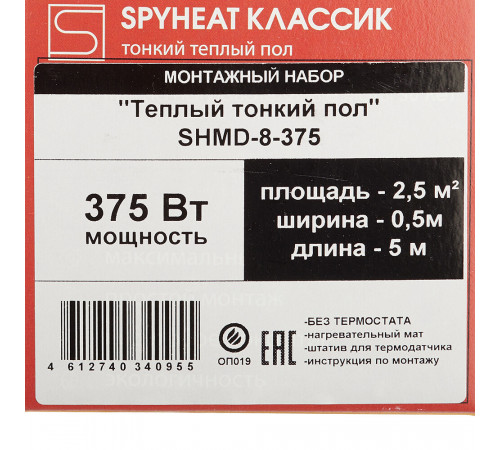 SPYHEAT КЛАССИК
тонкий теплый пол
МОНТАЖНЫЙ НАБОР
"Теплый тонкий пол"
SHMD-8-375
375 Вт
мощность
площадь - 2,5 м²
ширина - 0,5м
длина - 5 м
4 612740 340955
ОП019
ЕАС
-БЕЗ ТЕРМОСТАТА
-нагревательный мат
-штатив для термодатчика
-инструкция по монтажу